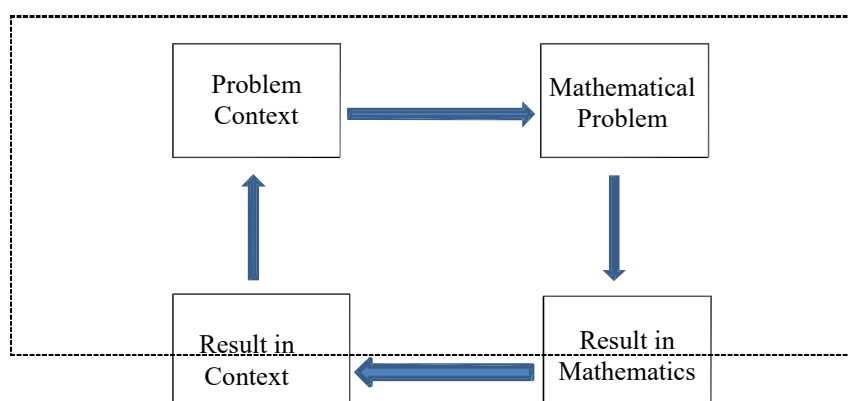 Problem
Context
Mathematical
Problem
Result in
Context
Result in
Mathematics